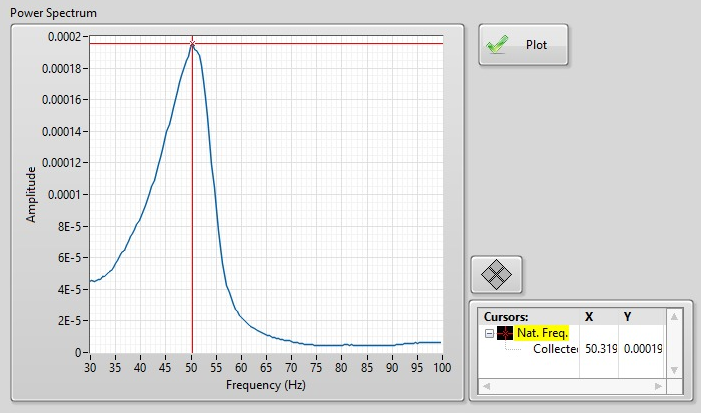 Power Spectrum
Plot
Amplitude
0.0002
0.00018
0.00016
0.00014
0.00012
0.0001
8E-5
6E-5
4E-5
2E-5
0
30 35 40 45 50 55 60 65 70 75 80 85 90 95 100
Frequency (Hz)
Cursors: X Y
Nat. Freq.
Collecte 50.319 0.00019